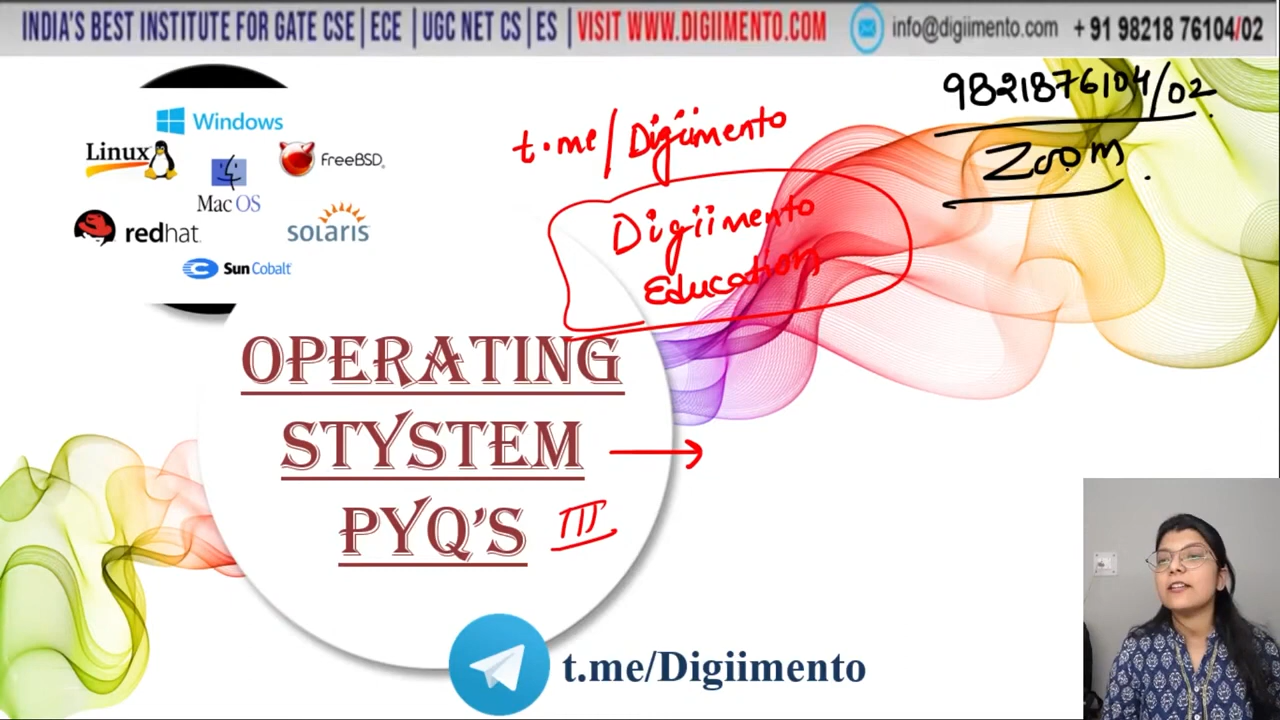 INDIA'S BEST INSTITUTE FOR GATE CSE | ECE | UGC NET CS | ES | VISIT WWW.DIGIIMENTO.COM info@digiimento.com + 91 98218 76104/02
9821876104/02
Zoom
Windows
Linux
FreeBSD
Mac OS
redhat.
solaris
Sun Cobalt
t.me/Digiimento
Digiimento
Education
OPERATING
STYSTEM
PYQ'S III
t.me/Digiimento